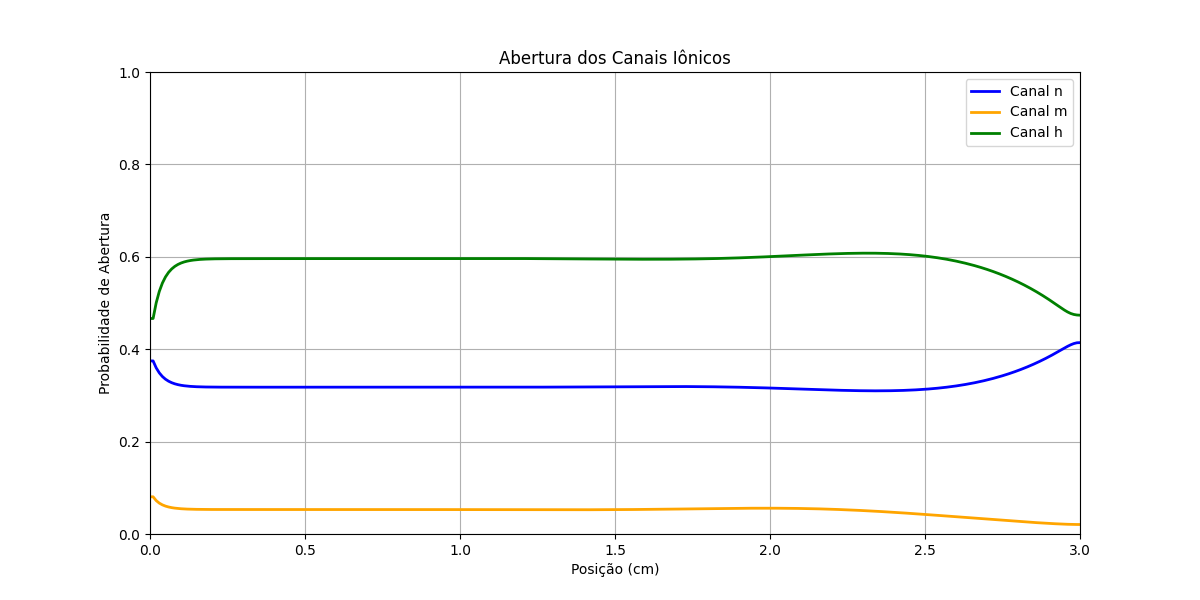 Abertura dos Canais Iônicos
Canal n
Canal m
Canal h
Probabilidade de Abertura
1.0
0.8
0.6
0.4
0.2
0.0
0.0 0.5 1.0 1.5 2.0 2.5 3.0
Posição (cm)